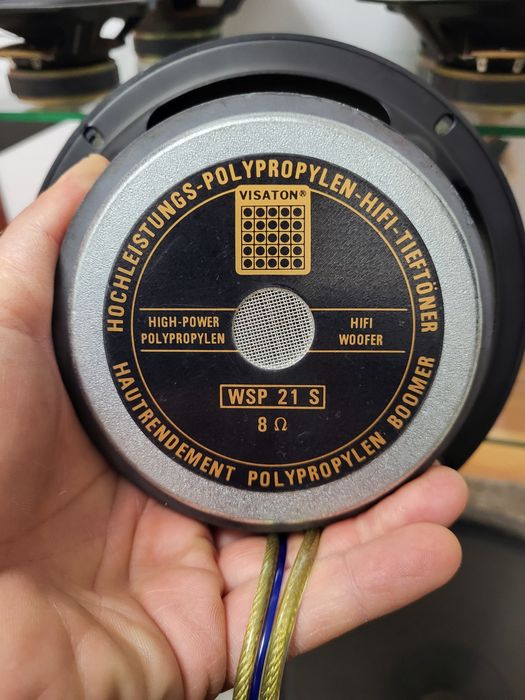 HOCHLEISTUNGS-POLYPROPYLEN-HIFI-TIEFTÖNER
VISATON®
HIGH-POWER
POLYPROPYLEN
HIFI
WOOFER
WSP 21 S
8 Ω
HAUTRENDEMENT POLYPROPYLEN BOOMER